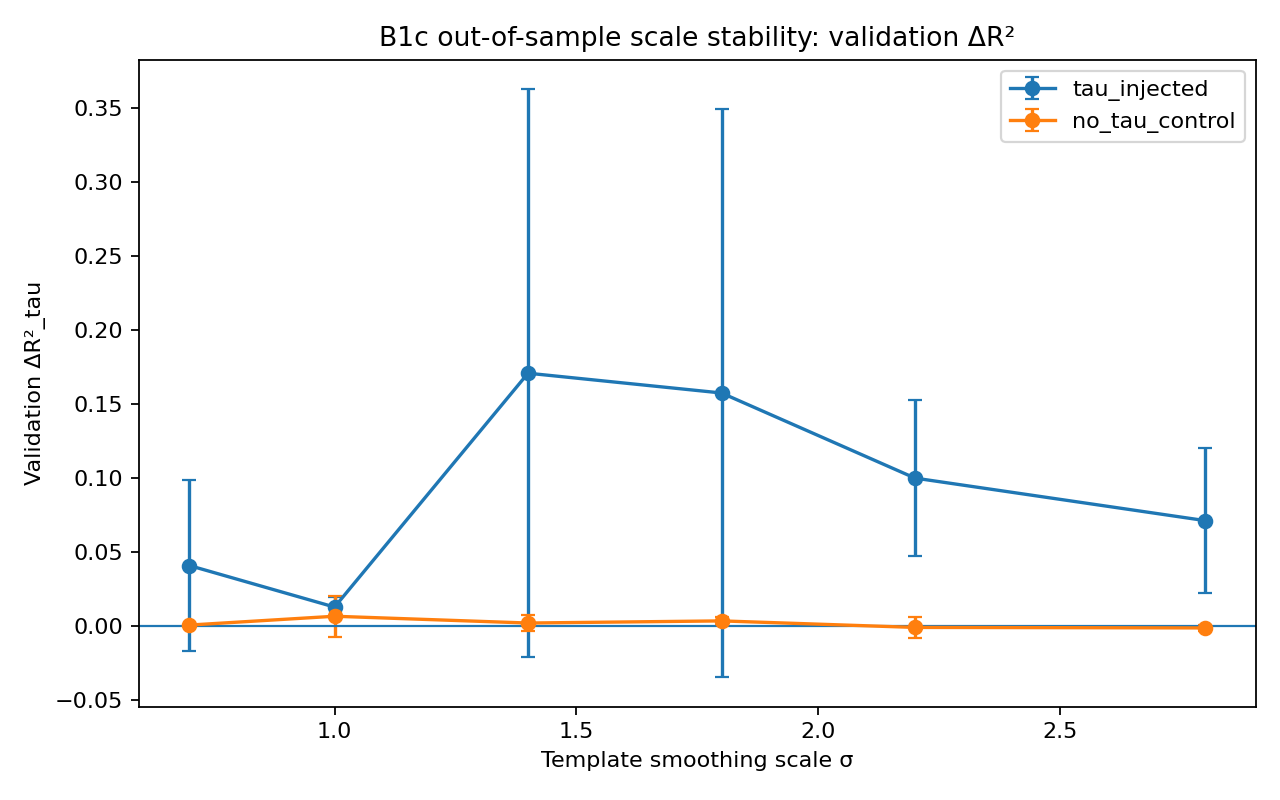 B1c out-of-sample scale stability: validation ΔR²
tau_injected
no_tau_control
Validation ΔR²_tau
0.35
0.30
0.25
0.20
0.15
0.10
0.05
0.00
−0.05
1.0
1.5
2.0
2.5
Template smoothing scale σ